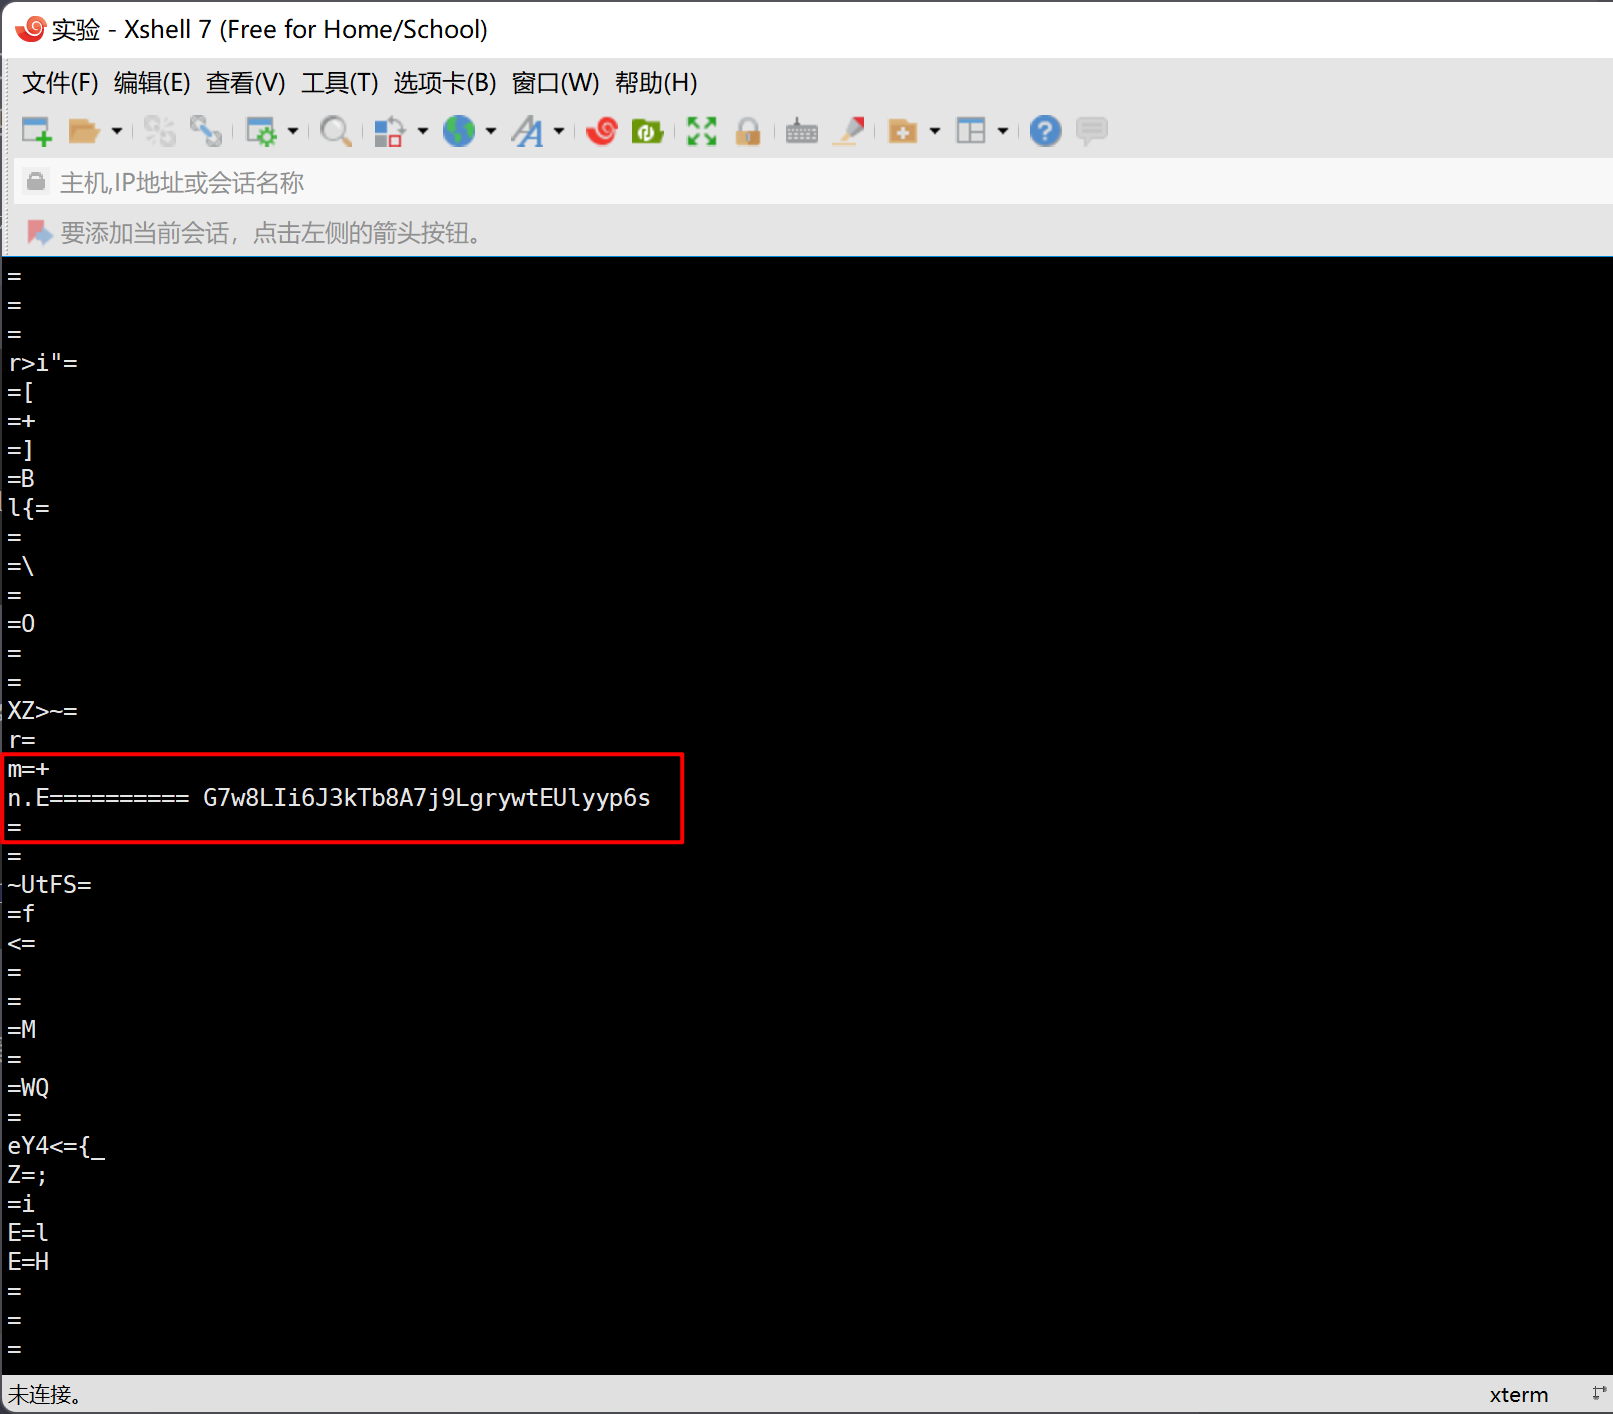 实验 - Xshell 7 (Free for Home/School)
文件(F) 编辑(E) 查看(V) 工具(T) 选项卡(B) 窗口(W) 帮助(H)
主机,IP地址或会话名称
要添加当前会话，点击左侧的箭头按钮。
=
=
=
r>i"=
=[
=+
=]
=B
l{=
=
=\
=
=O
=
=
XZ>~=
r=
m=+
n.E========== G7w8LIi6J3kTb8A7j9LgrywtEUlyyp6s
=
=
~UtFS=
=f
<=
=
=
=M
=
=WQ
=
eY4<={_
Z=;
=i
E=l
E=H
=
=
=
未连接。
xterm